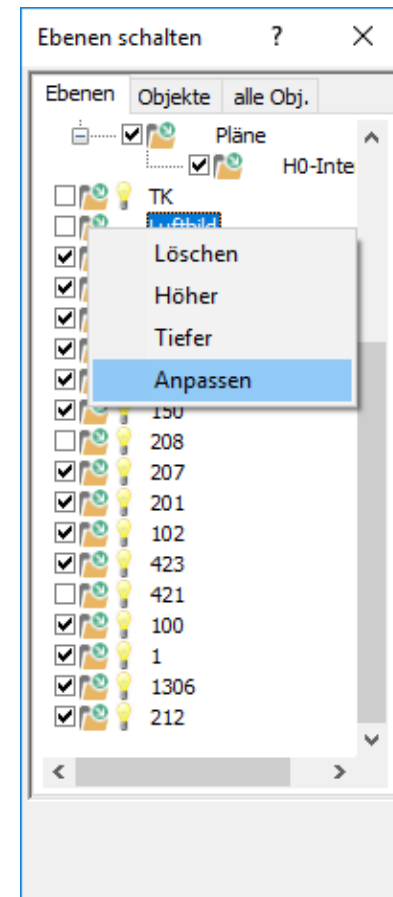 Ebenen schalten ? ×
Ebenen Objekte alle Obj.
Pläne
H0-Inte
TK
Luftbild
Löschen
Höher
Tiefer
Anpassen
150
208
207
201
102
423
421
100
1
1306
212